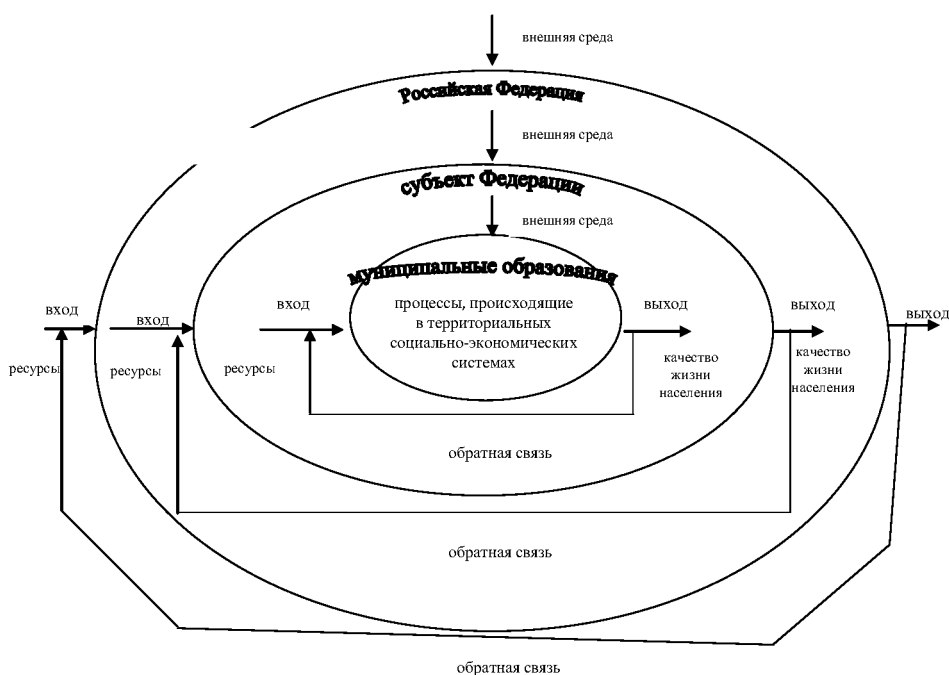 внешняя среда
Российская Федерация
внешняя среда
субъект Федерации
внешняя среда
муниципальные образования
вход
вход
вход
процессы, происходящие
в территориальных
социально-экономических
системах
выход
выход
выход
ресурсы
ресурсы
ресурсы
качество
жизни
населения
качество
жизни
населения
обратная связь
обратная связь
обратная связь